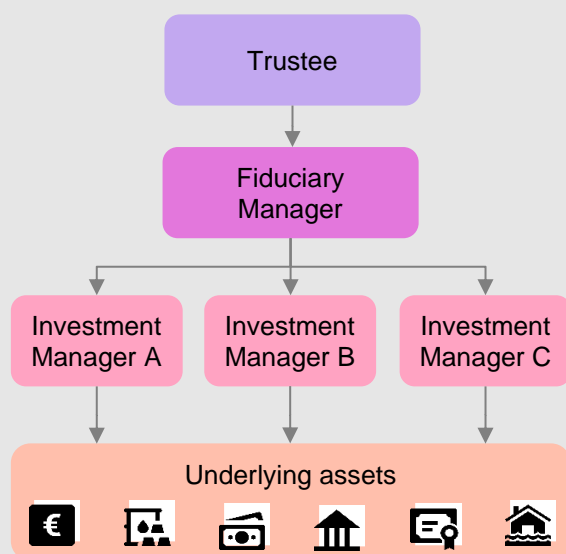 Trustee
Fiduciary
Manager
Investment
Manager A
Investment
Manager B
Investment
Manager C
Underlying assets
€